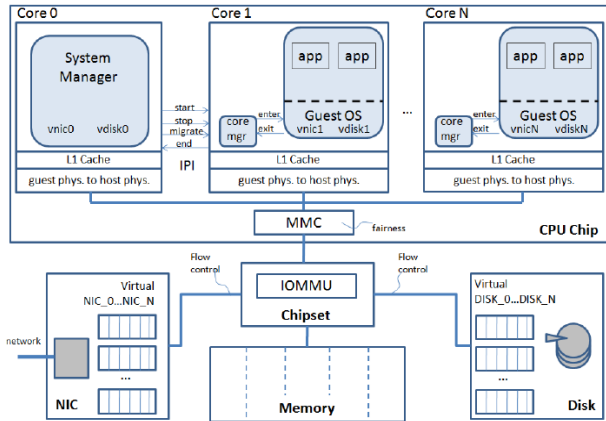 Core 0
Core 1
Core N
System
Manager
vnic0 vdisk0
start
stop
migrate
end
IPI
app app
Guest OS
vnic1 vdisk1
core
mgr
enter
exit
...
app app
Guest OS
vnicN vdiskN
core
mgr
enter
exit
L1 Cache
L1 Cache
L1 Cache
guest phys. to host phys.
guest phys. to host phys.
guest phys. to host phys.
MMC
fairness
CPU Chip
Flow
control
Flow
control
Virtual
NIC_0...NIC_N
IOMMU
Chipset
Virtual
DISK_0...DISK_N
network
...
...
NIC
Memory
Disk